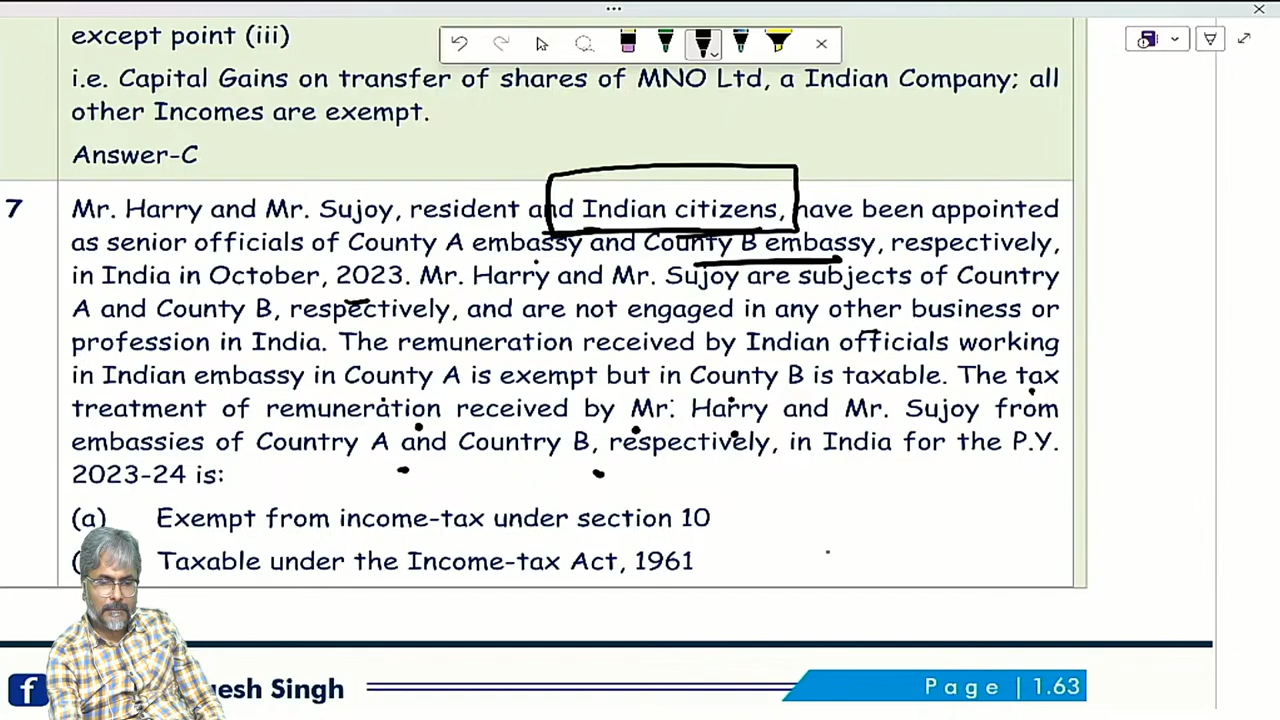 except point (iii)
i.e. Capital Gains on transfer of shares of MNO Ltd, a Indian Company; all
other Incomes are exempt.
Answer-C
7
Mr. Harry and Mr. Sujoy, resident and Indian citizens, have been appointed
as senior officials of County A embassy and County B embassy, respectively,
in India in October, 2023. Mr. Harry and Mr. Sujoy are subjects of Country
A and County B, respectively, and are not engaged in any other business or
profession in India. The remuneration received by Indian officials working
in Indian embassy in County A is exempt but in County B is taxable. The tax
treatment of remuneration received by Mr. Harry and Mr. Sujoy from
embassies of Country A and Country B, respectively, in India for the P.Y.
2023-24 is:
(a) Exempt from income-tax under section 10
Taxable under the Income-tax Act, 1961
f
Singh
Page | 1.63